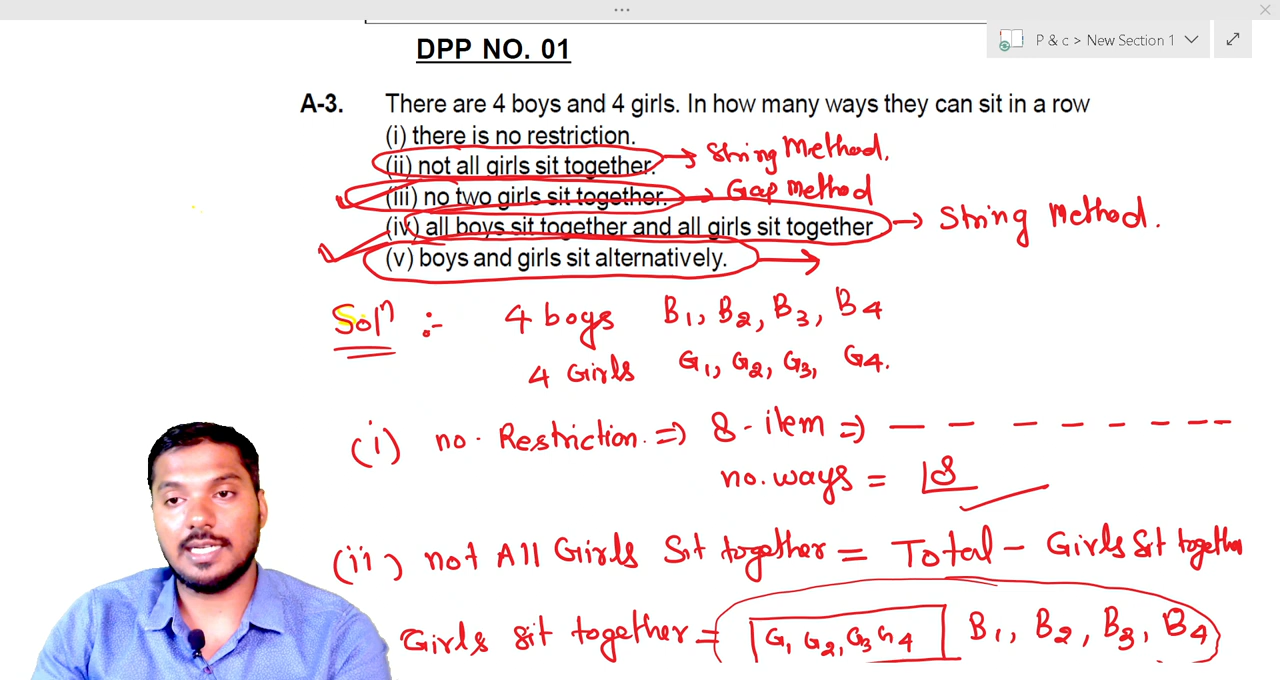 P & c > New Section 1
DPP NO. 01
A-3. There are 4 boys and 4 girls. In how many ways they can sit in a row
(i) there is no restriction.
(ii) not all girls sit together. → String Method.
(iii) no two girls sit together. → Gap Method
(iv) all boys sit together and all girls sit together → String Method.
(v) boys and girls sit alternatively. →
Solⁿ :- 4 boys B₁, B₂, B₃, B₄
4 Girls G₁, G₂, G₃, G₄.
(i) no. Restriction. ⇒ 8-item ⇒ _ _ _ _ _ _ _ _
no. ways = |8
(ii) not All Girls Sit together = Total - Girls Sit together
Girls sit together = G₁ G₂, G₃ G₄ B₁, B₂, B₃, B₄